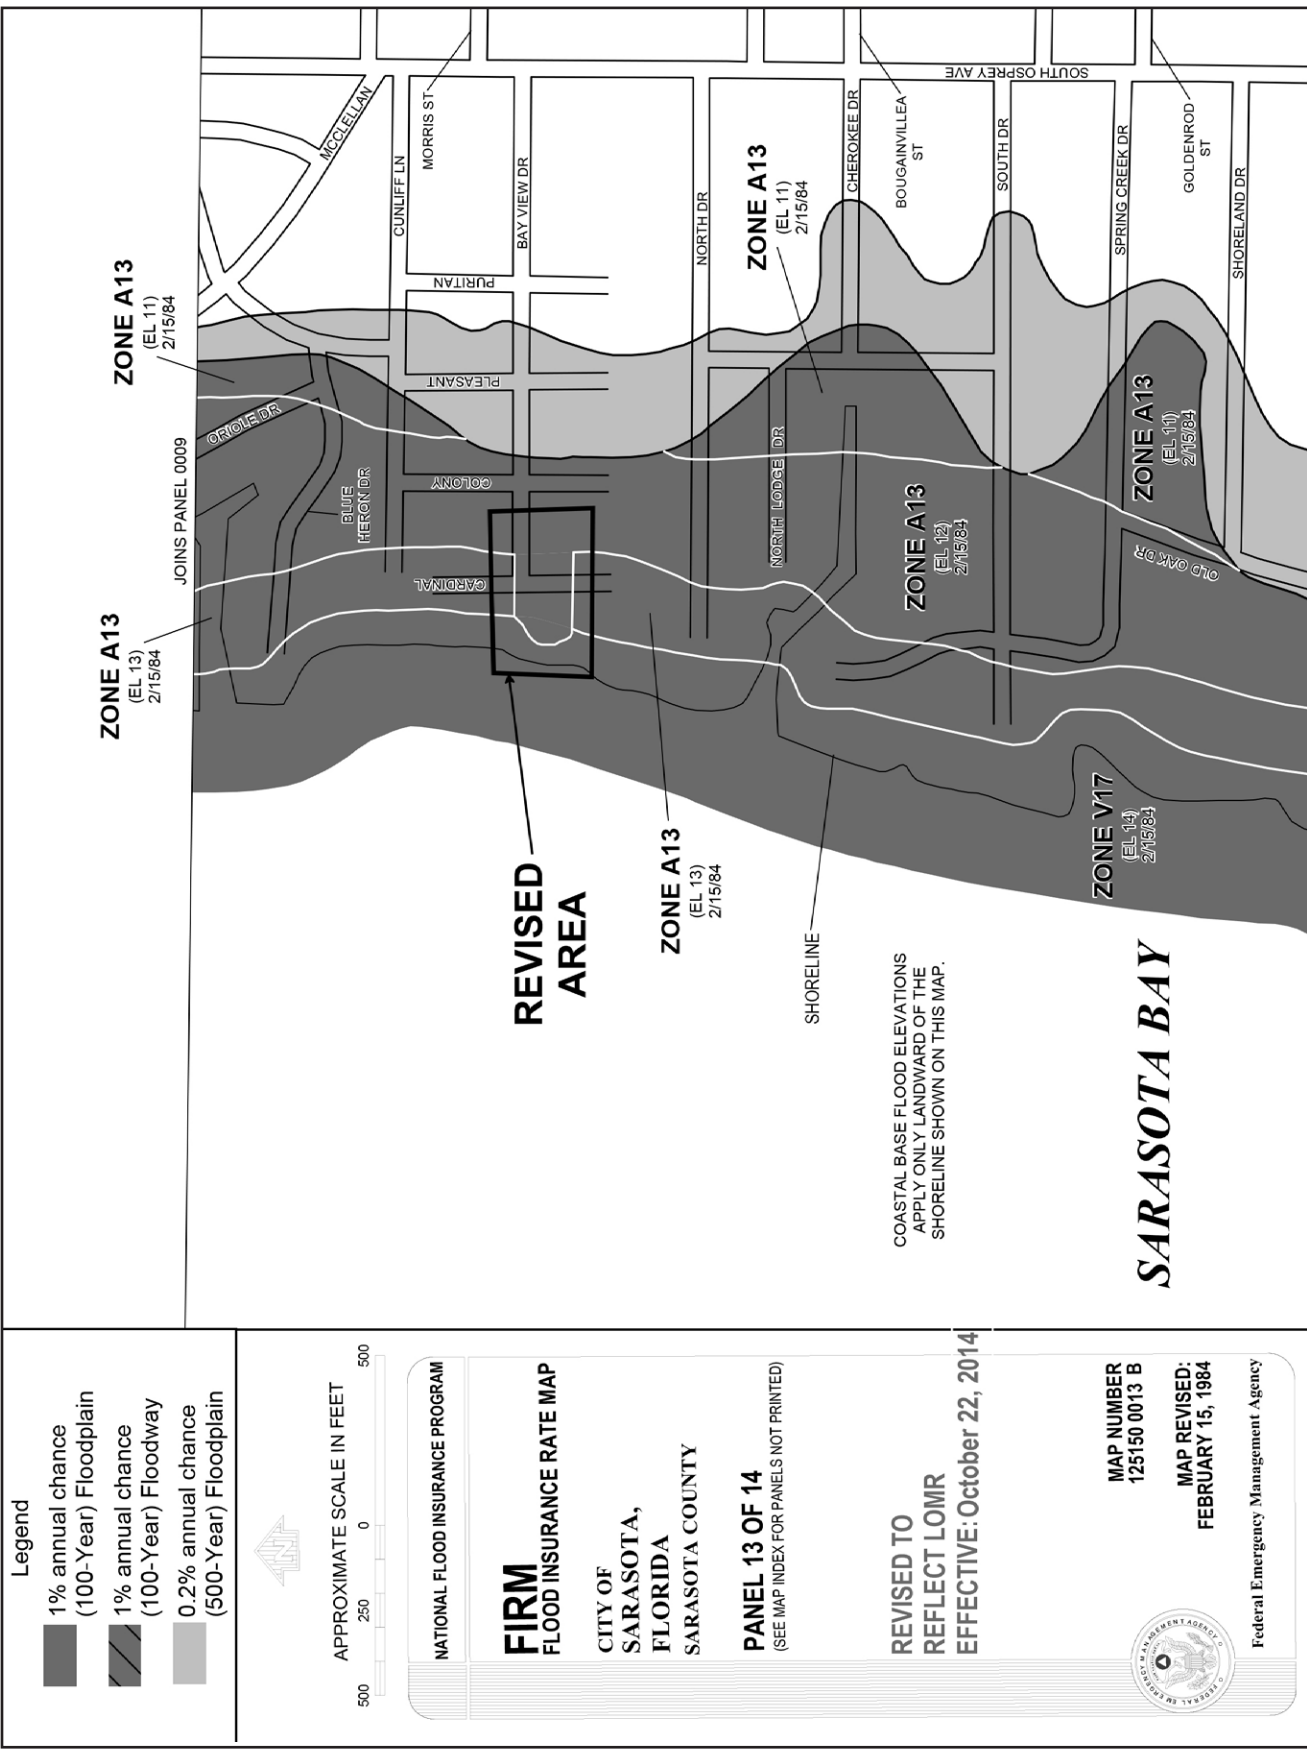 Legend
1% annual chance
(100-Year) Floodplain
1% annual chance
(100-Year) Floodway
0.2% annual chance
(500-Year) Floodplain
APPROXIMATE SCALE IN FEET
500
250
0
500
NATIONAL FLOOD INSURANCE PROGRAM
FIRM
FLOOD INSURANCE RATE MAP
CITY OF
SARASOTA,
FLORIDA
SARASOTA COUNTY
PANEL 13 OF 14
(SEE MAP INDEX FOR PANELS NOT PRINTED)
REVISED TO
REFLECT LOMR
EFFECTIVE: October 22, 2014
MAP NUMBER
125150 0013 B
MAP REVISED:
FEBRUARY 15, 1984
Federal Emergency Management Agency
JOINS PANEL 0009
ZONE A13
(EL 13)
2/15/84
ZONE A13
(EL 11)
2/15/84
ORIOLE DR
BLUE
HERON DR
MCCLELLAN
CUNLIFF LN
MORRIS ST
PURITAN
PLEASANT
COLONY
CARDINAL
BAY VIEW DR
REVISED
AREA
ZONE A13
(EL 13)
2/15/84
NORTH DR
ZONE A13
(EL 11)
2/15/84
NORTH LODGE DR
SHORELINE
CHEROKEE DR
BOUGAINVILLEA
ST
ZONE A13
(EL 12)
2/15/84
SOUTH OSPREY AVE
SOUTH DR
COASTAL BASE FLOOD ELEVATIONS
APPLY ONLY LANDWARD OF THE
SHORELINE SHOWN ON THIS MAP.
ZONE V17
(EL 14)
2/15/84
SPRING CREEK DR
ZONE A13
(EL 11)
2/15/84
OLD OAK DR
GOLDENROD
ST
SHORELAND DR
SARASOTA BAY